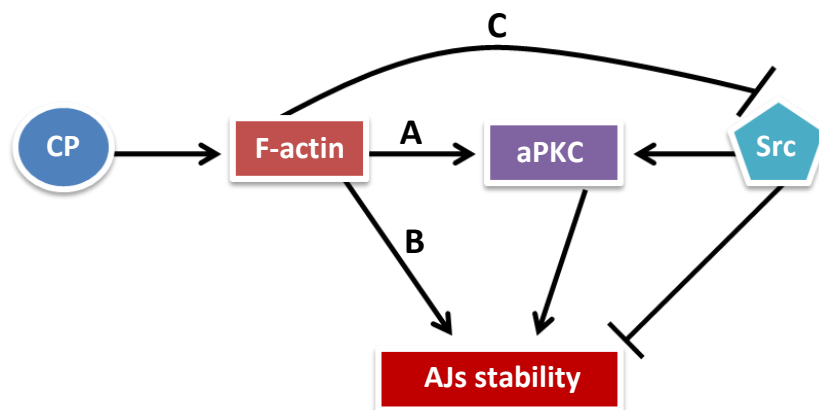 C
CP
F-actin
A
aPKC
Src
B
AJs stability